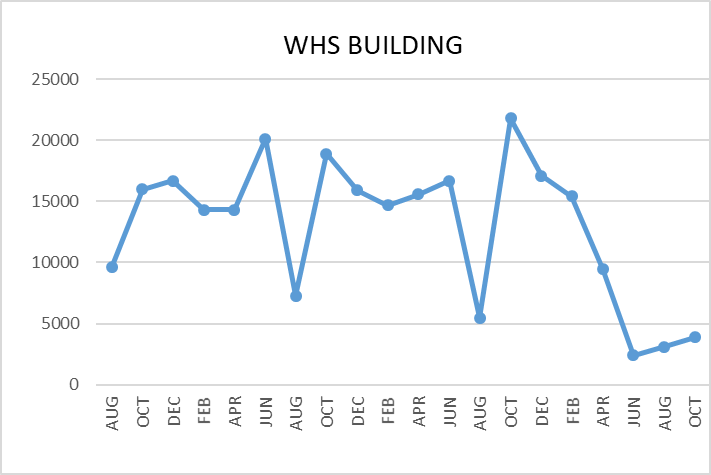 WHS BUILDING
25000
20000
15000
10000
5000
0
AUG
OCT
DEC
FEB
APR
JUN
AUG
OCT
DEC
FEB
APR
JUN
AUG
OCT
DEC
FEB
APR
JUN
AUG
OCT